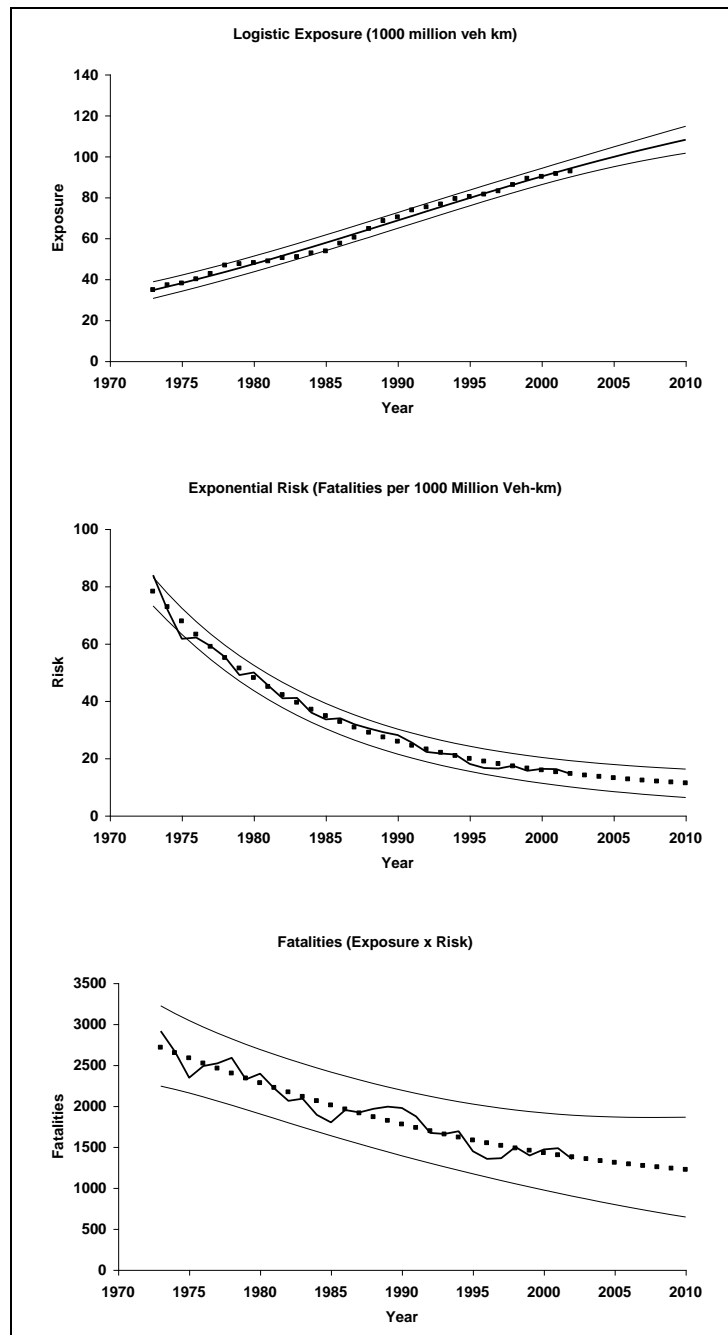 Logistic Exposure (1000 million veh km)
140
120
100
80
60
40
20
0
Exposure
1970 1975 1980 1985 1990 1995 2000 2005 2010
Year
Exponential Risk (Fatalities per 1000 Million Veh-km)
100
80
60
40
20
0
Risk
1970 1975 1980 1985 1990 1995 2000 2005 2010
Year
Fatalities (Exposure x Risk)
3500
3000
2500
2000
1500
1000
500
0
Fatalities
1970 1975 1980 1985 1990 1995 2000 2005 2010
Year